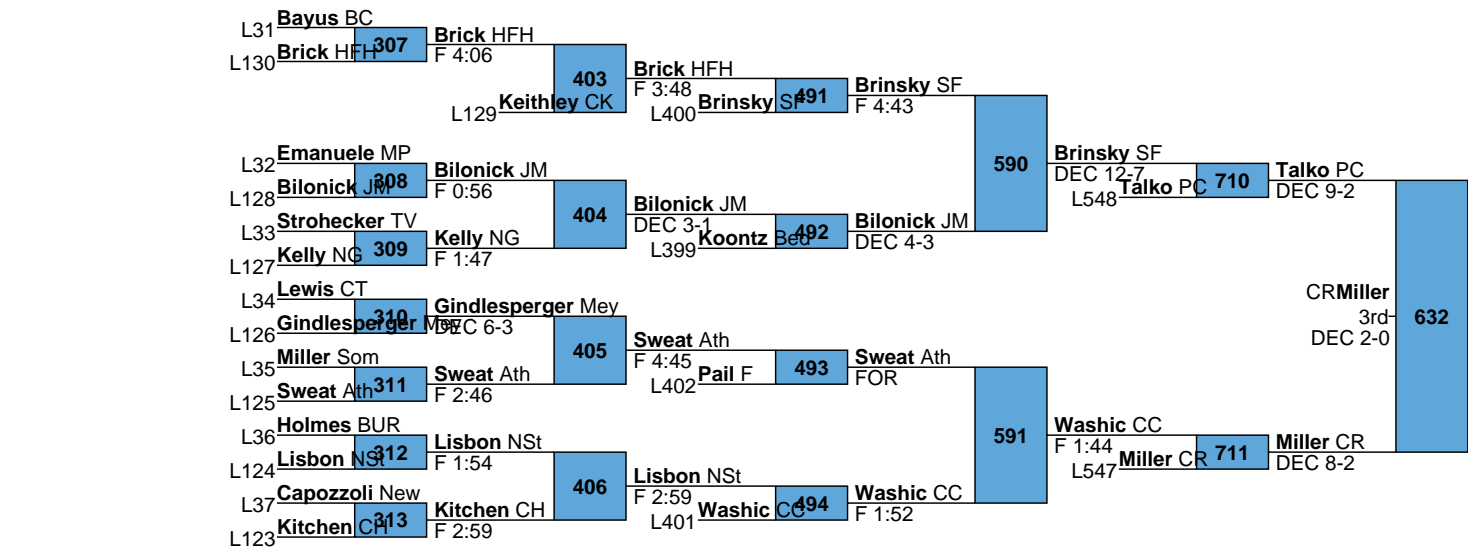 Bayus BC
L31
307
Brick HFH
L130
Brick HFH
F 4:06
403
Keithley CK
L129
Brick HFH
F 3:48
491
Brinsky SF
L400
Brinsky SF
F 4:43
Emanuele MP
L32
308
Bilonick JM
L128
Bilonick JM
F 0:56
404
Strohecker TV
L33
309
Kelly NG
L127
Kelly NG
F 1:47
Bilonick JM
DEC 3-1
492
Koontz Bed
L399
Bilonick JM
DEC 4-3
590
Brinsky SF
DEC 12-7
710
Talko PC
L548
Talko PC
DEC 9-2
Lewis CT
L34
310
Gindlesperger Mey
L126
Gindlesperger Mey
DEC 6-3
405
Miller Som
L35
311
Sweat Ath
L125
Sweat Ath
F 2:46
Sweat Ath
F 4:45
493
Pail F
L402
Sweat Ath
FOR
Holmes BUR
L36
312
Lisbon NSt
L124
Lisbon NSt
F 1:54
406
Capozzoli New
L37
313
Kitchen CH
L123
Kitchen CH
F 2:59
Lisbon NSt
F 2:59
494
Washic CC
L401
Washic CC
F 1:52
591
Washic CC
F 1:44
711
Miller CR
L547
Miller CR
DEC 8-2
632
CRMiller
3rd
DEC 2-0